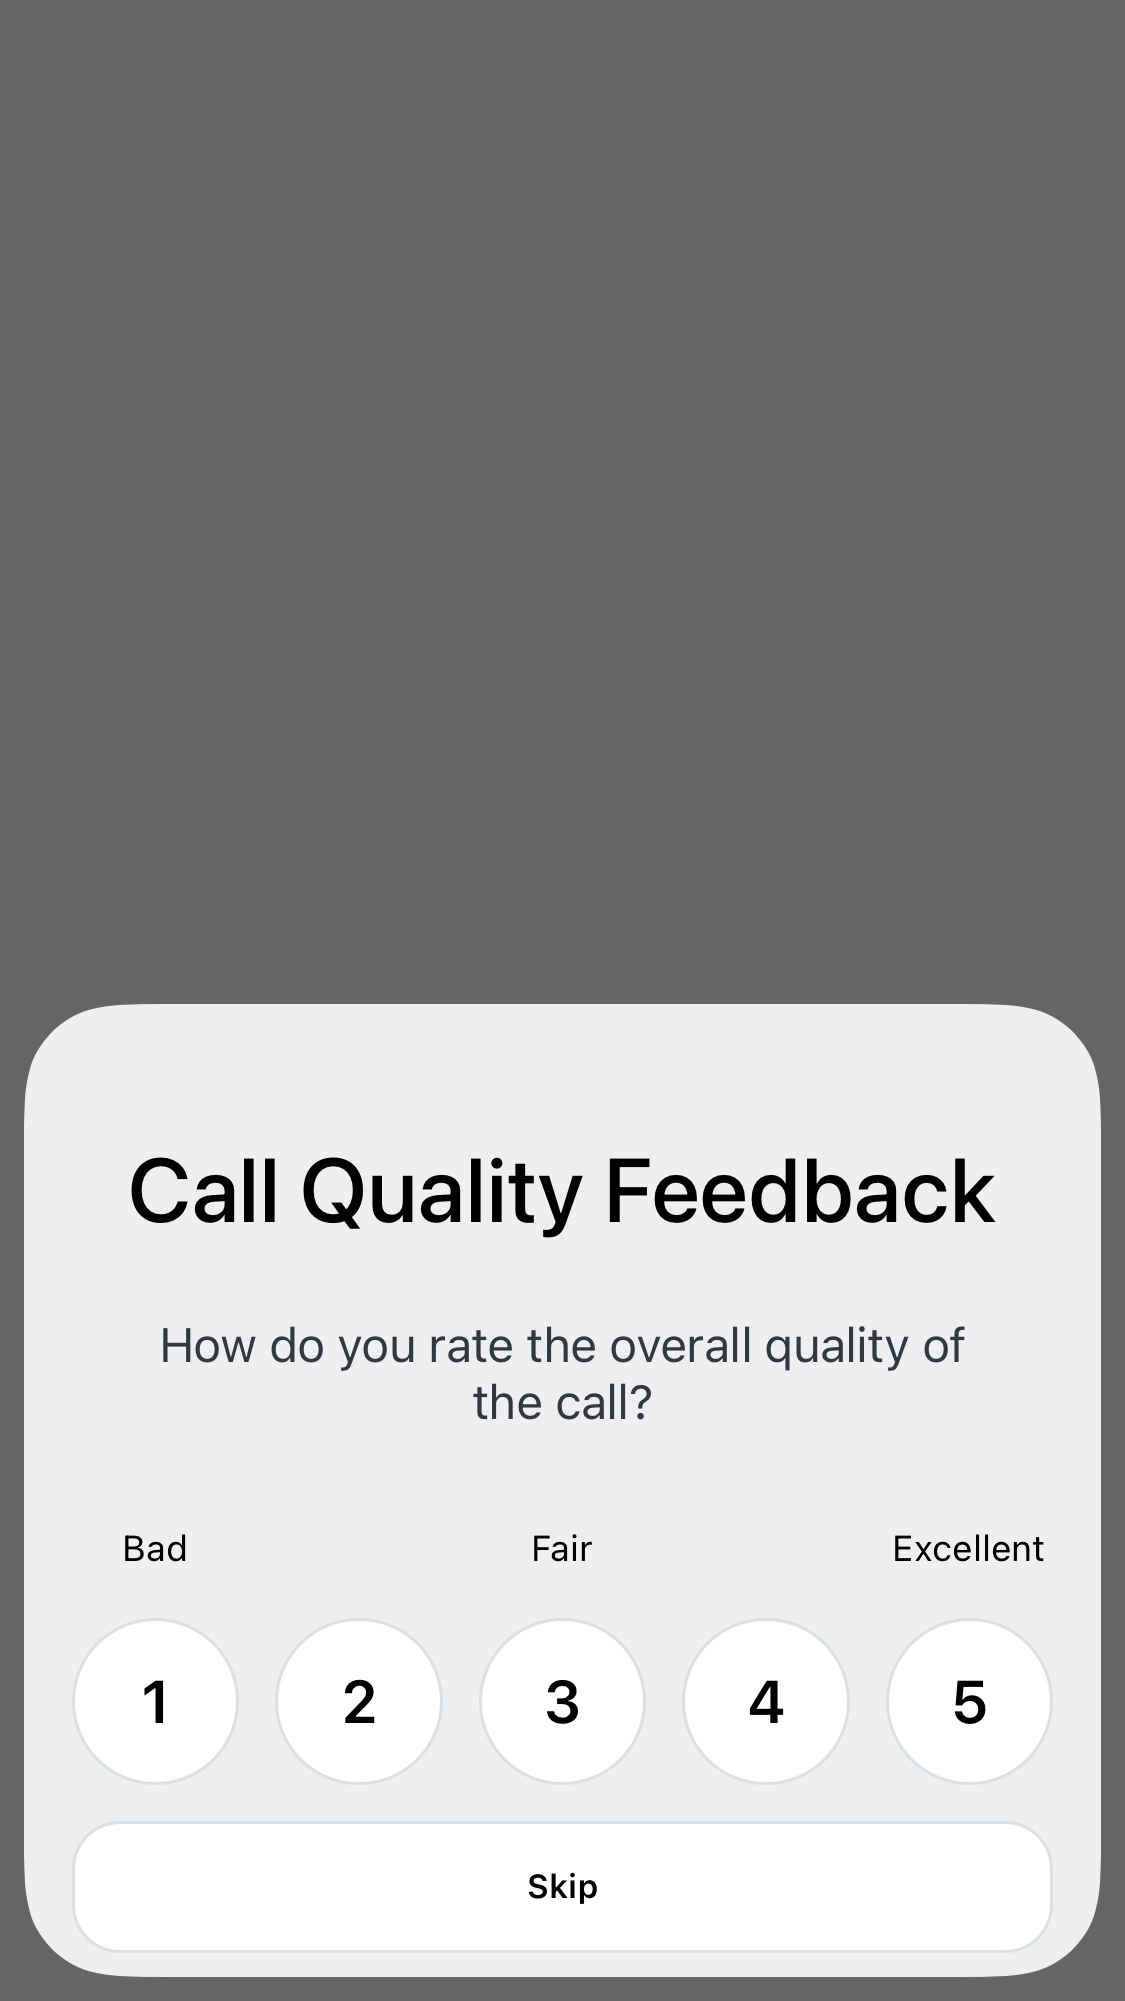 Call Quality Feedback
How do you rate the overall quality of
the call?
Bad Fair Excellent
1 2 3 4 5
Skip